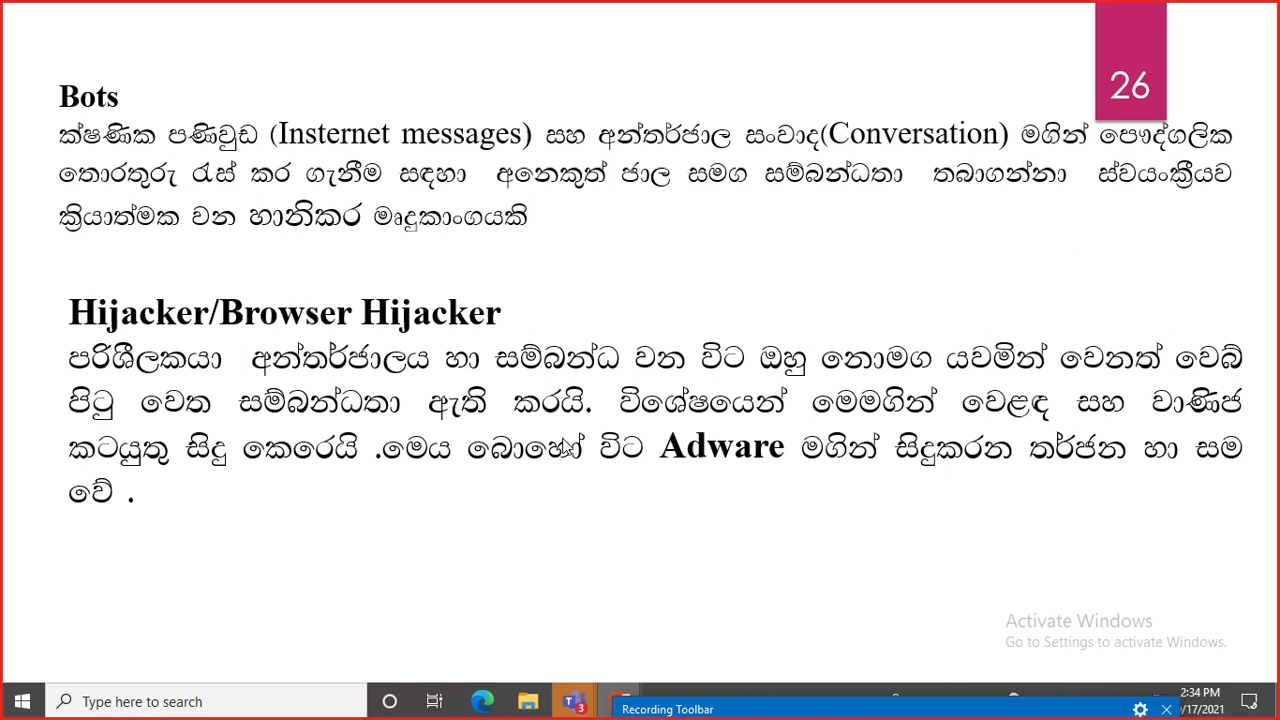 26
Bots
ක්ෂණික පණිවුඩ (Insternet messages) සහ අන්තර්ජාල සංවාද(Conversation) මගින් පෞද්ගලික
තොරතුරු රැස් කර ගැනීම සඳහා අනෙකුත් ජාල සමග සම්බන්ධතා තබාගන්නා ස්වයංක්‍රීයව
ක්‍රියාත්මක වන හානිකර මෘදුකාංගයකි
Hijacker/Browser Hijacker
පරිශීලකයා අන්තර්ජාලය හා සම්බන්ධ වන විට ඔහු නොමග යවමින් වෙනත් වෙබ්
පිටු වෙත සම්බන්ධතා ඇති කරයි. විශේෂයෙන් මෙමගින් වෙළඳ සහ වාණිජ
කටයුතු සිදු කෙරෙයි .මෙය බොහෝ විට Adware මගින් සිදුකරන තර්ජන හා සම
වේ .
Activate Windows
Go to Settings to activate Windows.
Type here to search
3
Recording Toolbar
2:34 PM
/17/2021